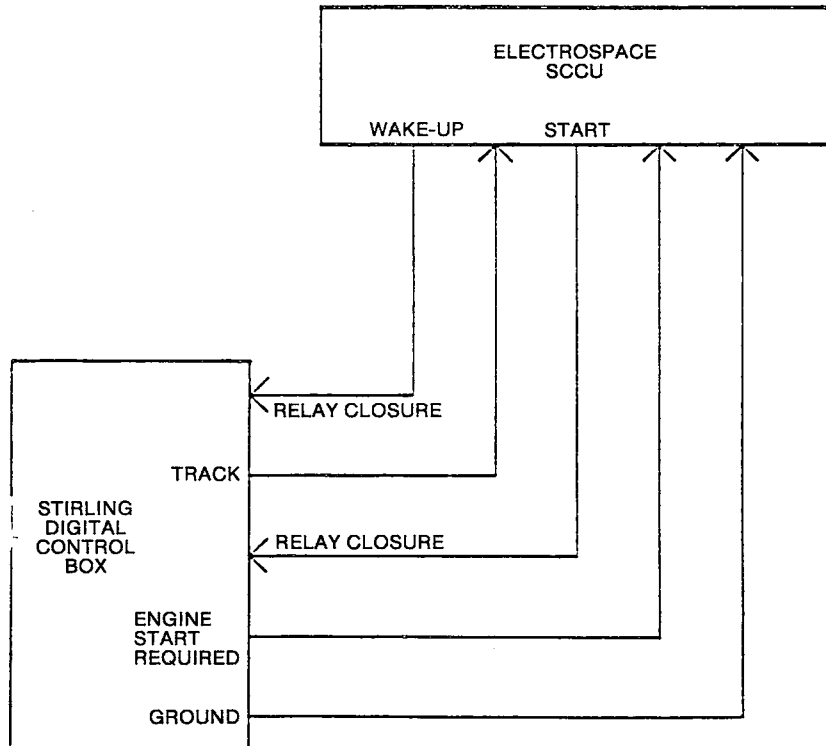 ELECTROSPACE
SCCU
WAKE-UP
START
RELAY CLOSURE
TRACK
STIRLING
DIGITAL
CONTROL
BOX
RELAY CLOSURE
ENGINE
START
REQUIRED
GROUND